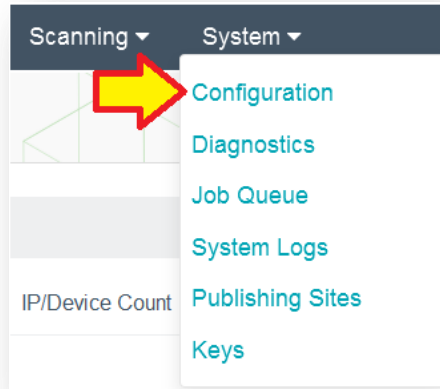 Scanning ▾ System ▾
Configuration
Diagnostics
Job Queue
System Logs
IP/Device Count Publishing Sites
Keys